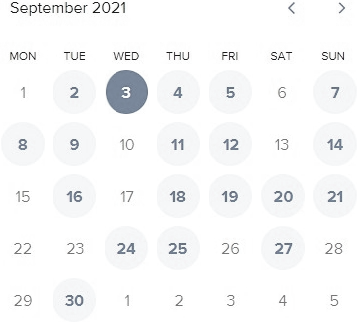 September 2021
MON TUE WED THU FRI SAT SUN
1 2 3 4 5 6 7
8 9 10 11 12 13 14
15 16 17 18 19 20 21
22 23 24 25 26 27 28
29 30 1 2 3 4 5